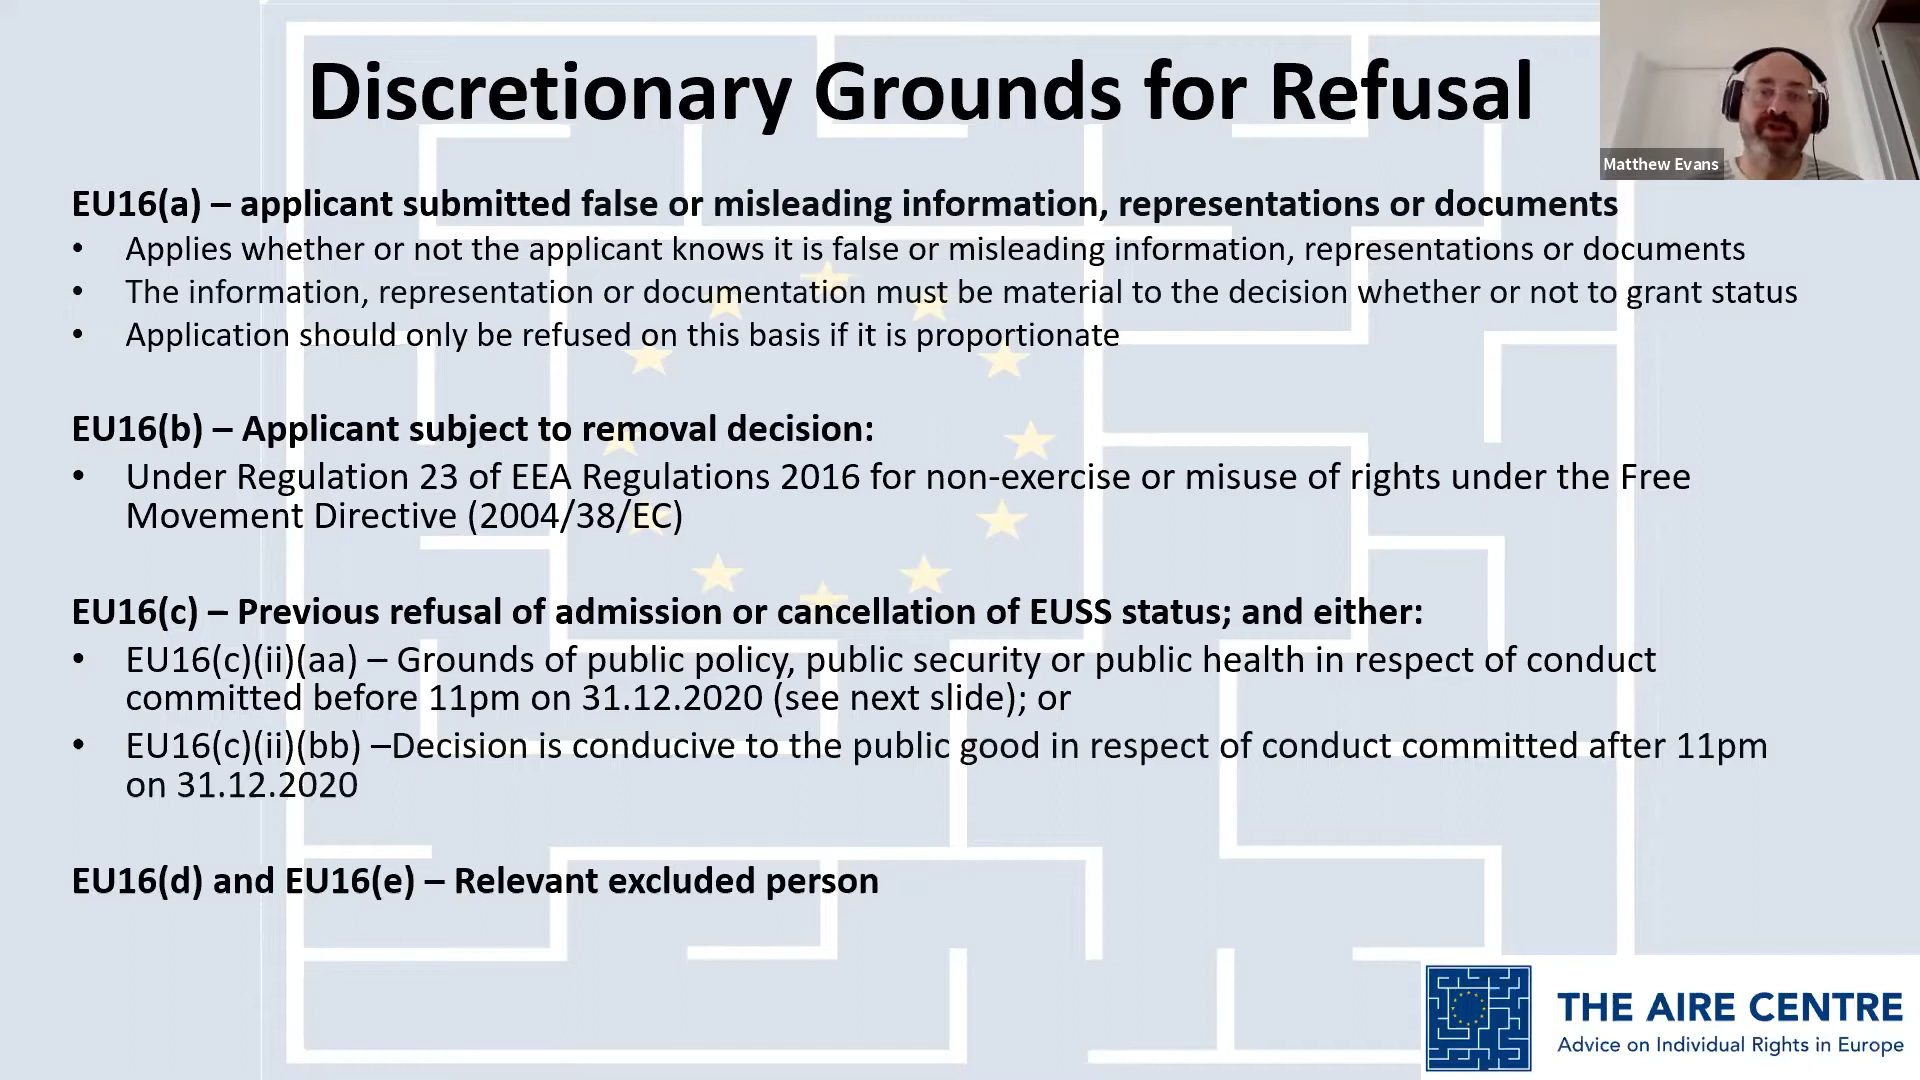 Discretionary Grounds for Refusal
Matthew Evans
EU16(a) – applicant submitted false or misleading information, representations or documents
• Applies whether or not the applicant knows it is false or misleading information, representations or documents
• The information, representation or documentation must be material to the decision whether or not to grant status
• Application should only be refused on this basis if it is proportionate
EU16(b) – Applicant subject to removal decision:
• Under Regulation 23 of EEA Regulations 2016 for non-exercise or misuse of rights under the Free
Movement Directive (2004/38/EC)
EU16(c) – Previous refusal of admission or cancellation of EUSS status; and either:
• EU16(c)(ii)(aa) – Grounds of public policy, public security or public health in respect of conduct
committed before 11pm on 31.12.2020 (see next slide); or
• EU16(c)(ii)(bb) –Decision is conducive to the public good in respect of conduct committed after 11pm
on 31.12.2020
EU16(d) and EU16(e) – Relevant excluded person
THE AIRE CENTRE
Advice on Individual Rights in Europe